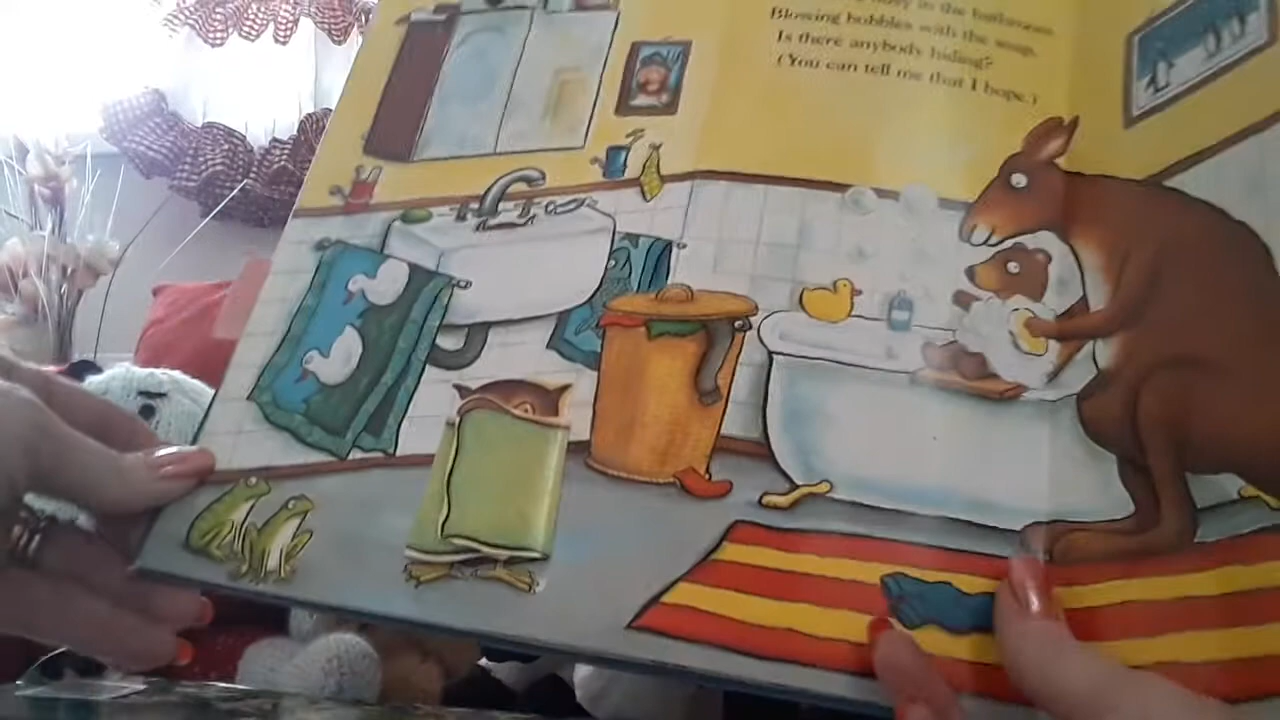 in the bathroom
Blowing bubbles with the soap.
Is there anybody hiding?
(You can tell me that I hope.)